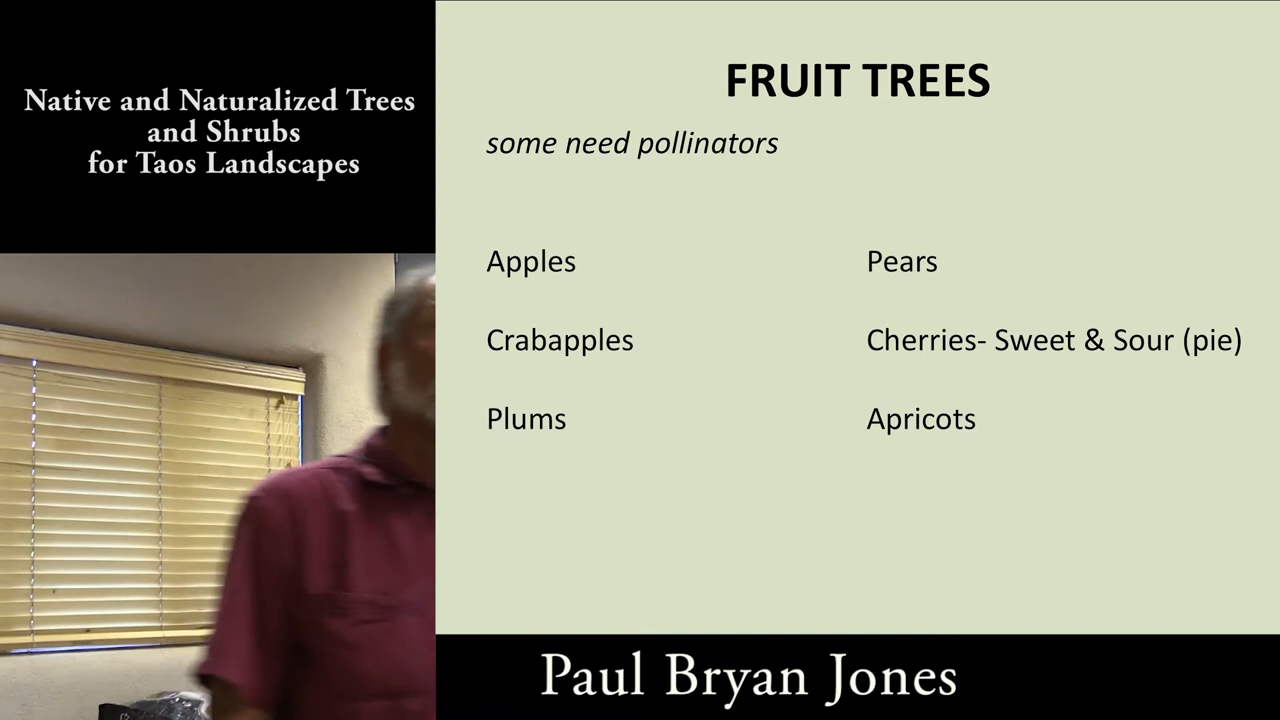 Native and Naturalized Trees
and Shrubs
for Taos Landscapes
FRUIT TREES
some need pollinators
Apples
Pears
Crabapples
Cherries- Sweet & Sour (pie)
Plums
Apricots
Paul Bryan Jones